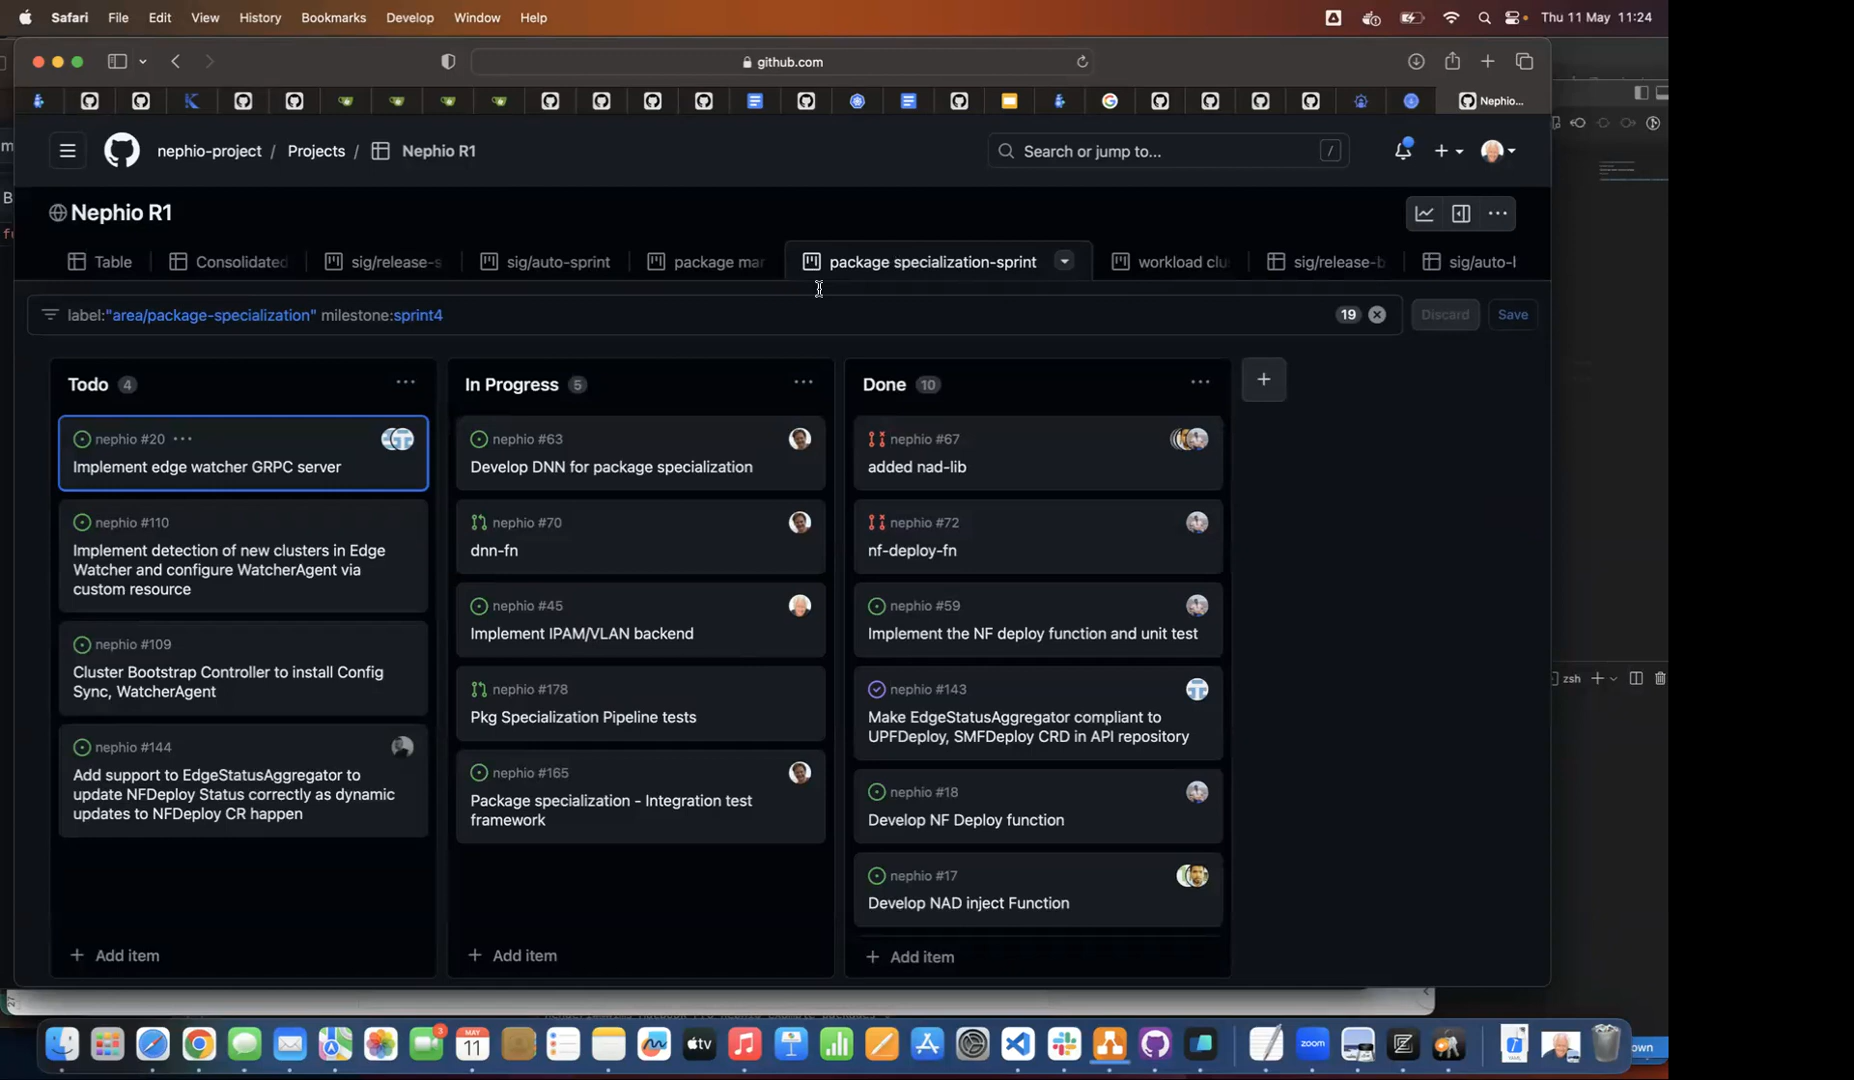 Safari File Edit View History Bookmarks Develop Window Help Thu 11 May 11:24
github.com
Nephio...
nephio-project / Projects / Nephio R1
Search or jump to... /
Nephio R1
Table Consolidated sig/release-s sig/auto-sprint package mar package specialization-sprint workload clu sig/release-b sig/auto-l
label:"area/package-specialization" milestone:sprint4 19 Discard Save
Todo 4
nephio #20
Implement edge watcher GRPC server
nephio #110
Implement detection of new clusters in Edge
Watcher and configure WatcherAgent via
custom resource
nephio #109
Cluster Bootstrap Controller to install Config
Sync, WatcherAgent
nephio #144
Add support to EdgeStatusAggregator to
update NFDeploy Status correctly as dynamic
updates to NFDeploy CR happen
Add item
In Progress 5
nephio #63
Develop DNN for package specialization
nephio #70
dnn-fn
nephio #45
Implement IPAM/VLAN backend
nephio #178
Pkg Specialization Pipeline tests
nephio #165
Package specialization - Integration test
framework
Add item
Done 10
nephio #67
added nad-lib
nephio #72
nf-deploy-fn
nephio #59
Implement the NF deploy function and unit test
nephio #143
Make EdgeStatusAggregator compliant to
UPFDeploy, SMFDeploy CRD in API repository
nephio #18
Develop NF Deploy function
nephio #17
Develop NAD inject Function
Add item
zsh
3
MAY
11
tv
zoom
own